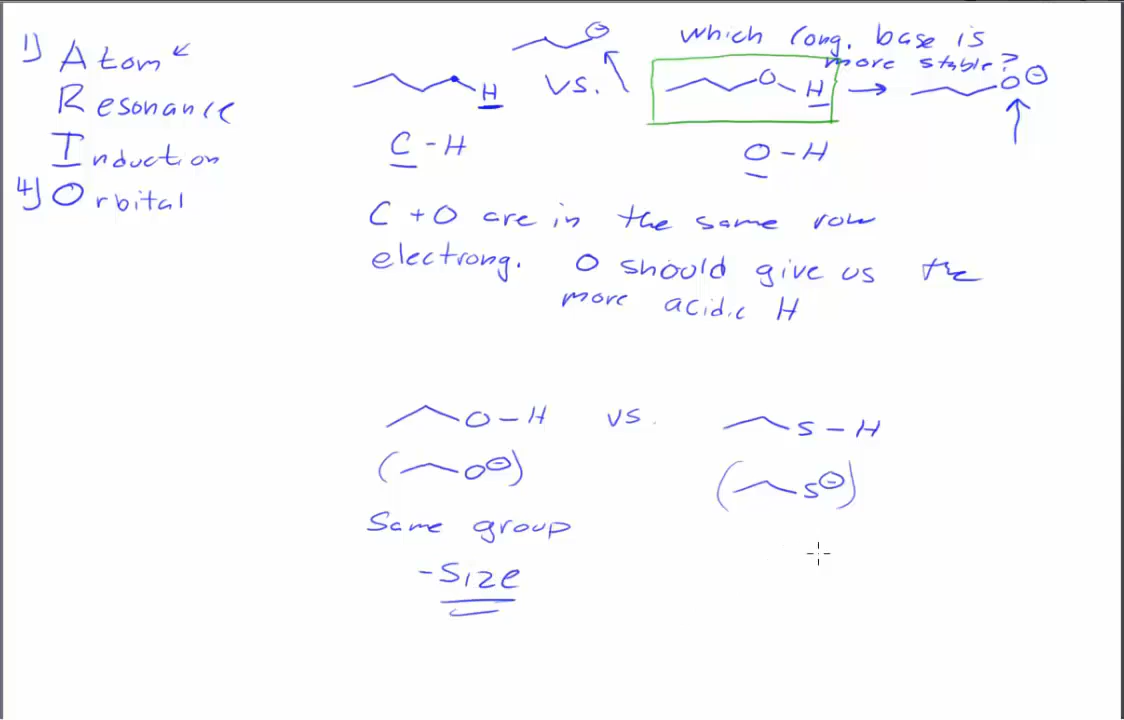 1) Atom
Resonance
Induction
4) Orbital
Which Conj. base is
more stable?
H
vs.
O
H
O⊖
C - H
O - H
C + O are in the same row
electroneg. O should give us the
more acidic H
O - H vs. S - H
(O⊖) (S⊖)
Same group
- Size